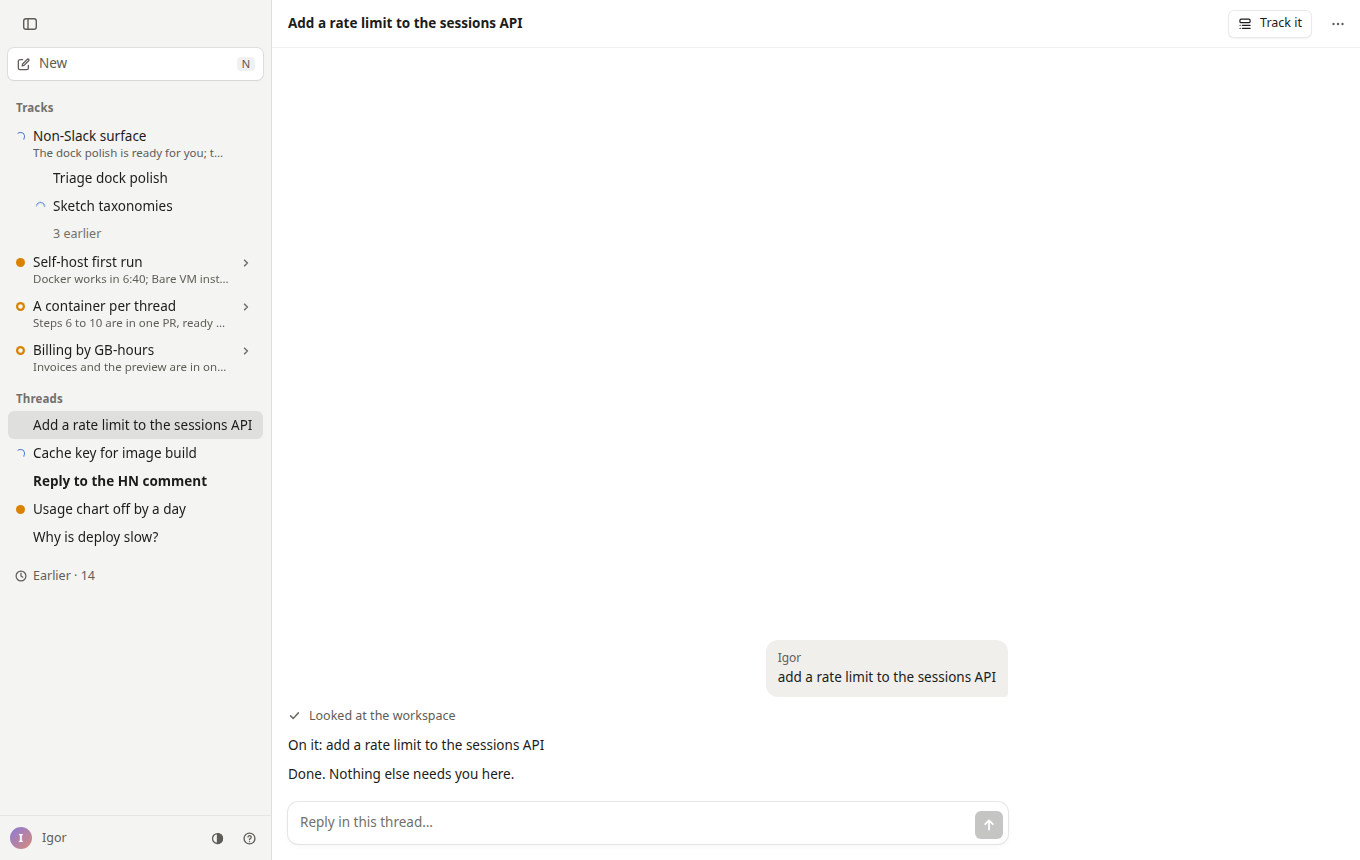 Add a rate limit to the sessions API
Track it
New
N
Tracks
Non-Slack surface
The dock polish is ready for you; t...
Triage dock polish
Sketch taxonomies
3 earlier
Self-host first run
Docker works in 6:40; Bare VM inst...
A container per thread
Steps 6 to 10 are in one PR, ready ...
Billing by GB-hours
Invoices and the preview are in on...
Threads
Add a rate limit to the sessions API
Cache key for image build
Reply to the HN comment
Usage chart off by a day
Why is deploy slow?
Earlier · 14
Igor
add a rate limit to the sessions API
Looked at the workspace
On it: add a rate limit to the sessions API
Done. Nothing else needs you here.
Reply in this thread...
I
Igor